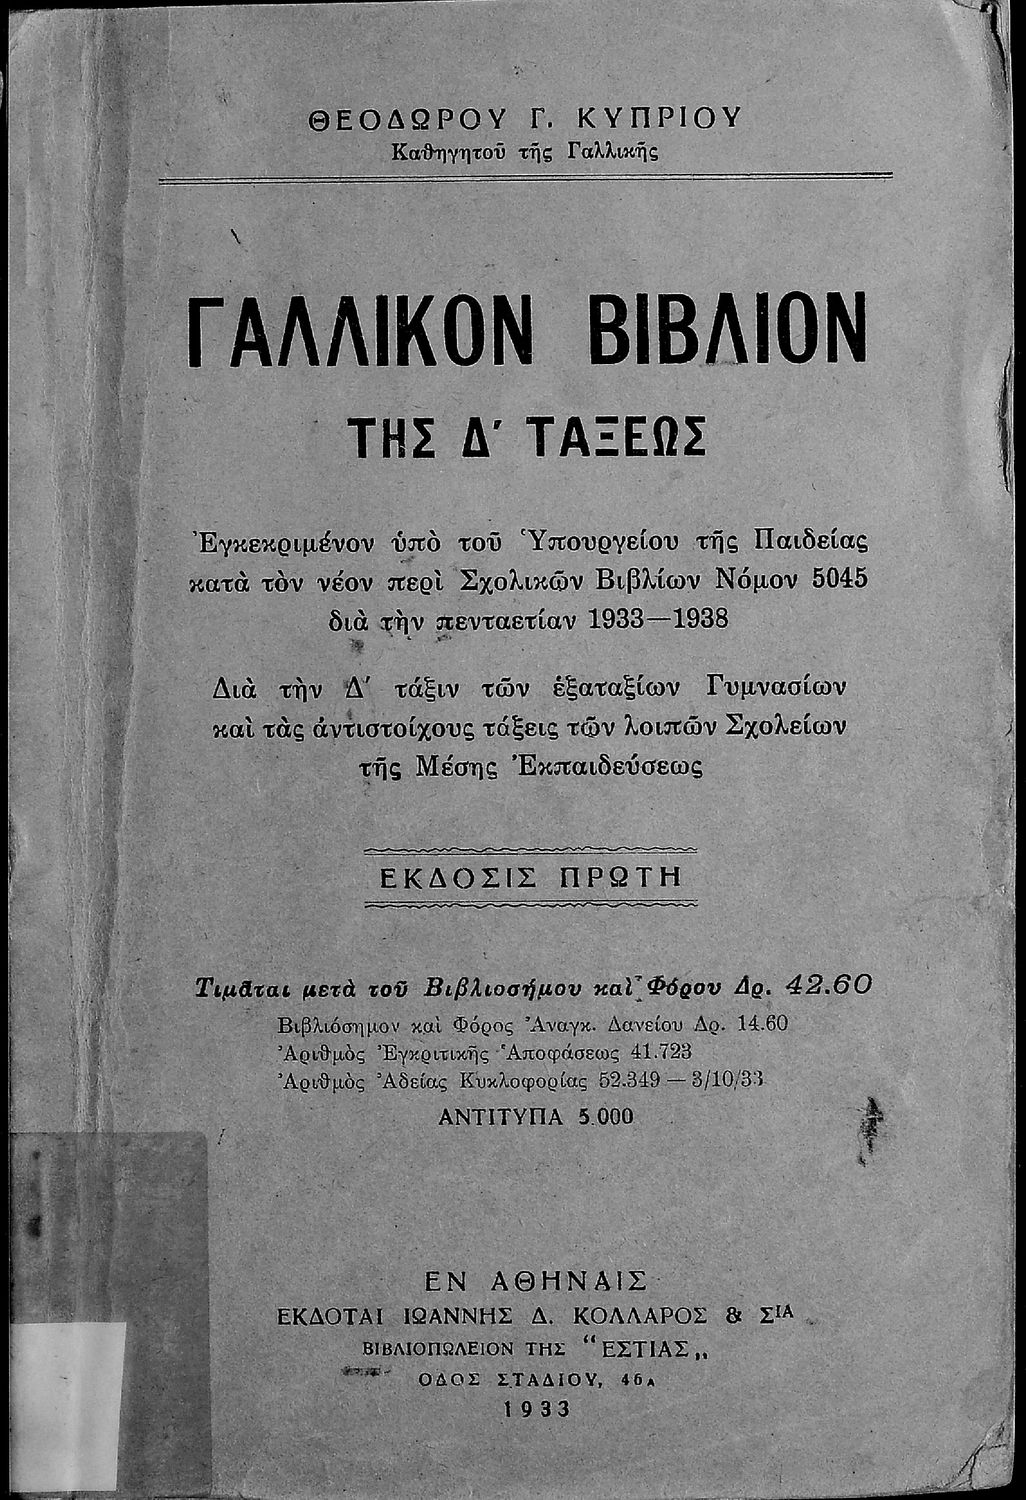 ΘΕΟΔΩΡΟΥ Γ. ΚΥΠΡΙΟΥ
Καθηγητοῦ τῆς Γαλλικῆς
ΓΑΛΛΙΚΟΝ ΒΙΒΛΙΟΝ
ΤΗΣ Δ' ΤΑΞΕΩΣ
Ἐγκεκριμένον ὑπὸ τοῦ Ὑπουργείου τῆς Παιδείας
κατὰ τὸν νέον περὶ Σχολικῶν Βιβλίων Νόμον 5045
διὰ τὴν πενταετίαν 1933—1938
Διὰ τὴν Δ' τάξιν τῶν ἑξαταξίων Γυμνασίων
καὶ τὰς ἀντιστοίχους τάξεις τῶν λοιπῶν Σχολείων
τῆς Μέσης Ἐκπαιδεύσεως
ΕΚΔΟΣΙΣ ΠΡΩΤΗ
Τιμᾶται μετὰ τοῦ Βιβλιοσήμου καὶ Φόρου Δρ. 42.60
Βιβλιόσημον καὶ Φόρος Ἀναγκ. Δανείου Δρ. 14.60
Ἀριθμὸς Ἐγκριτικῆς Ἀποφάσεως 41.723
Ἀριθμὸς Ἀδείας Κυκλοφορίας 52.349 — 3/10/33
ΑΝΤΙΤΥΠΑ 5.000
ΕΝ ΑΘΗΝΑΙΣ
ΕΚΔΟΤΑΙ ΙΩΑΝΝΗΣ Δ. ΚΟΛΛΑΡΟΣ & ΣΙΑ
ΒΙΒΛΙΟΠΩΛΕΙΟΝ ΤΗΣ “ΕΣΤΙΑΣ„
ΟΔΟΣ ΣΤΑΔΙΟΥ, 46Α
1933